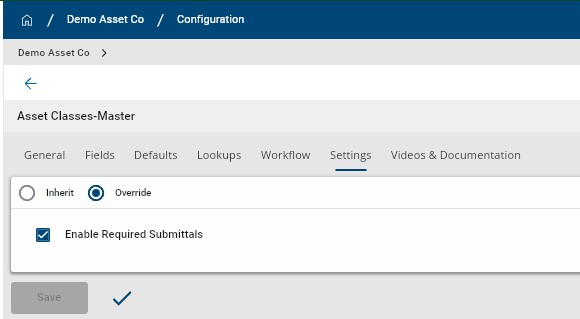 / Demo Asset Co / Configuration
Demo Asset Co >
Asset Classes-Master
General Fields Defaults Lookups Workflow Settings Videos & Documentation
Inherit Override
Enable Required Submittals
Save